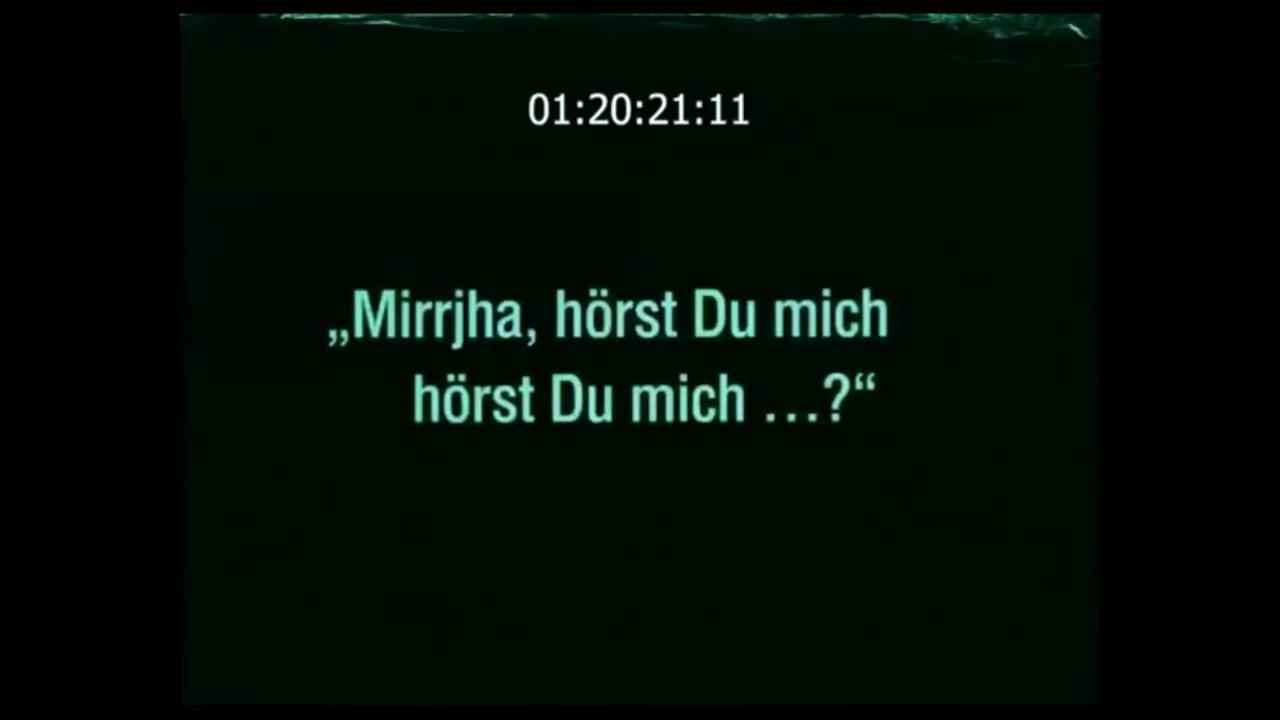 01:20:21:11
„Mirrjha, hörst Du mich
hörst Du mich ...?“